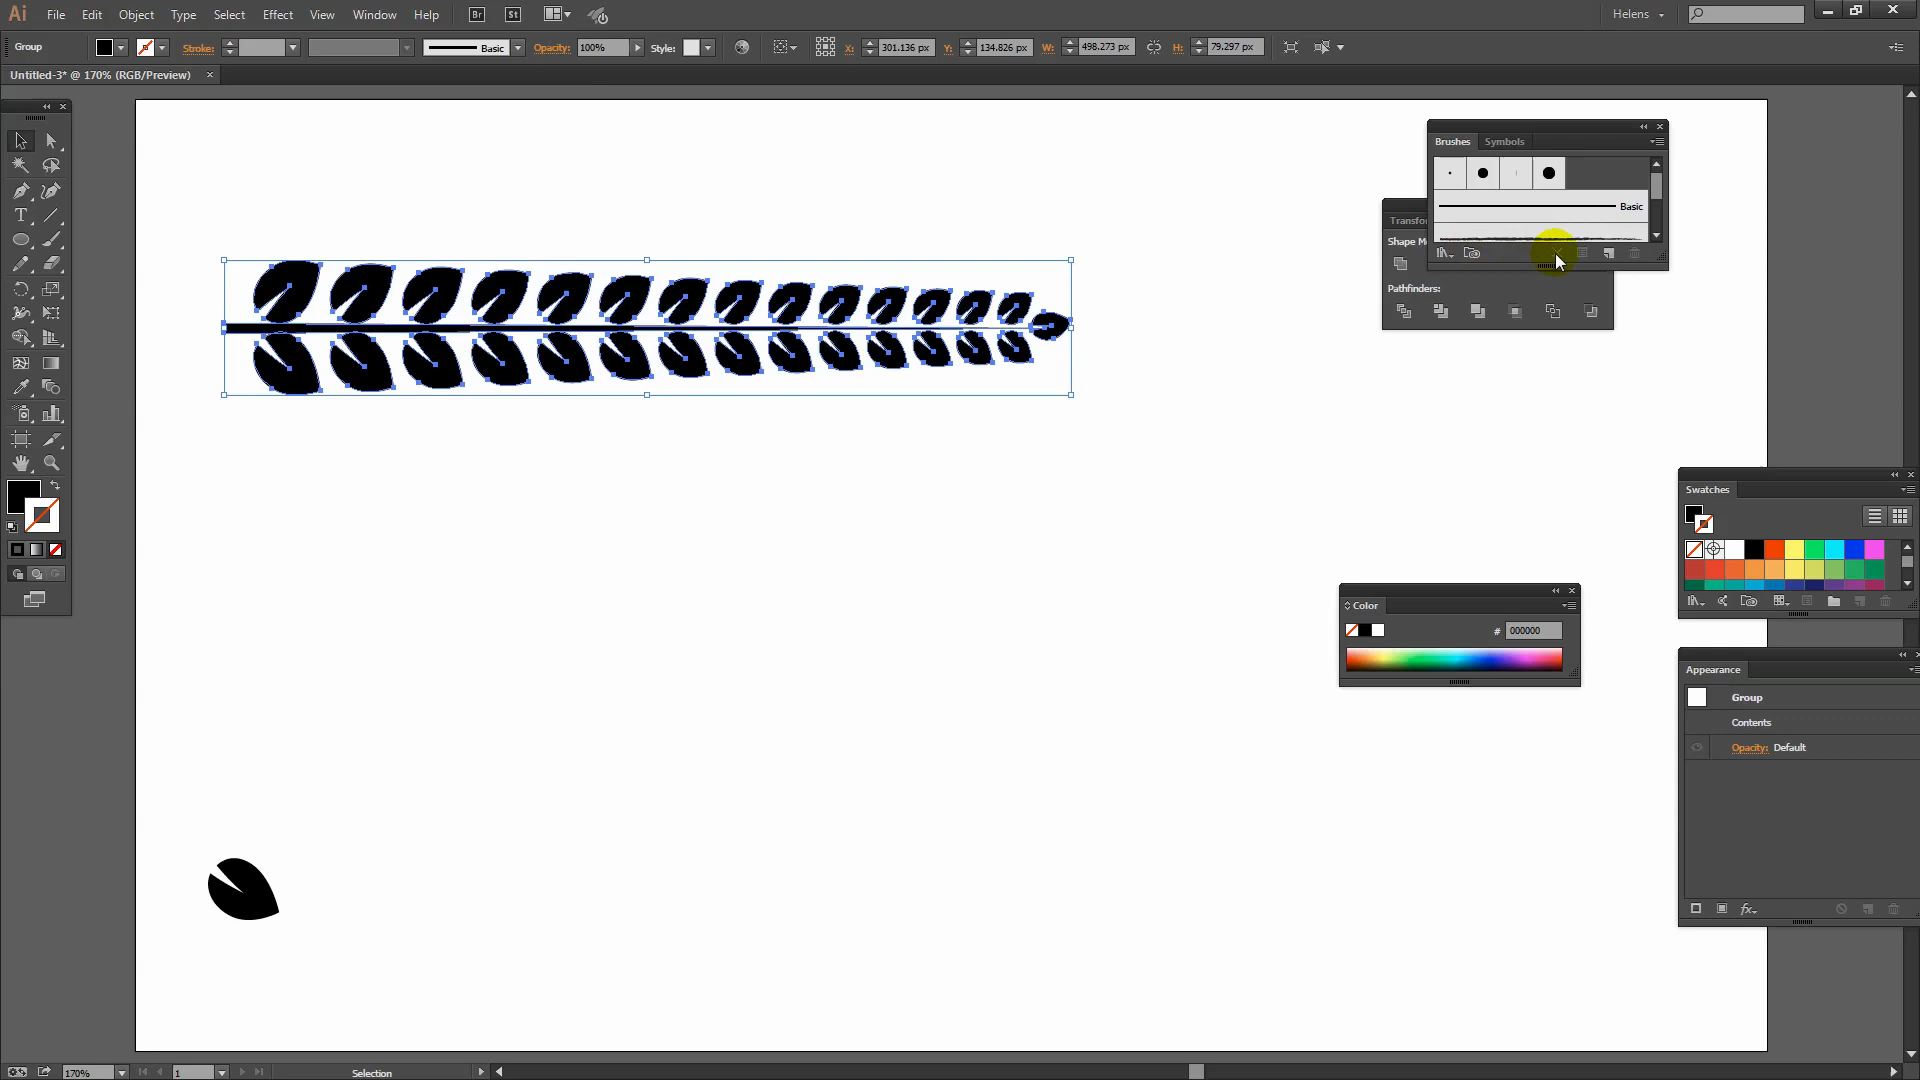 Ai File Edit Object Type Select Effect View Window Help Br St Helens
Group Stroke: Basic Opacity: 100% Style: X: 301.136 px Y: 134.826 px W: 498.273 px H: 79.297 px
Untitled-3* @ 170% (RGB/Preview)
Brushes Symbols
Basic
Transfor
Shape M
Pathfinders:
Swatches
Color
# 000000
Appearance
Group
Contents
Opacity: Default
fx
170% 1 Selection